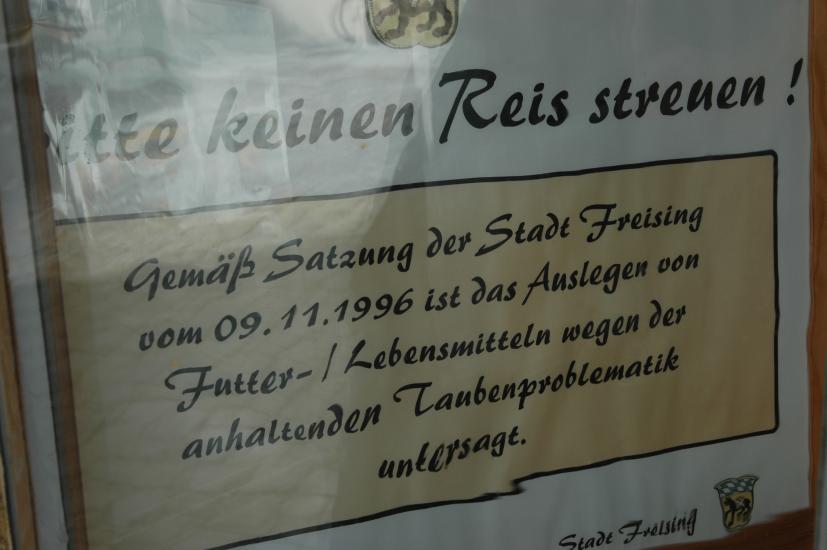 Bitte keinen Reis streuen !
Gemäß Satzung der Stadt Freising
vom 09.11.1996 ist das Auslegen von
Futter- / Lebensmitteln wegen der
anhaltenden Taubenproblematik
untersagt.
Stadt Freising